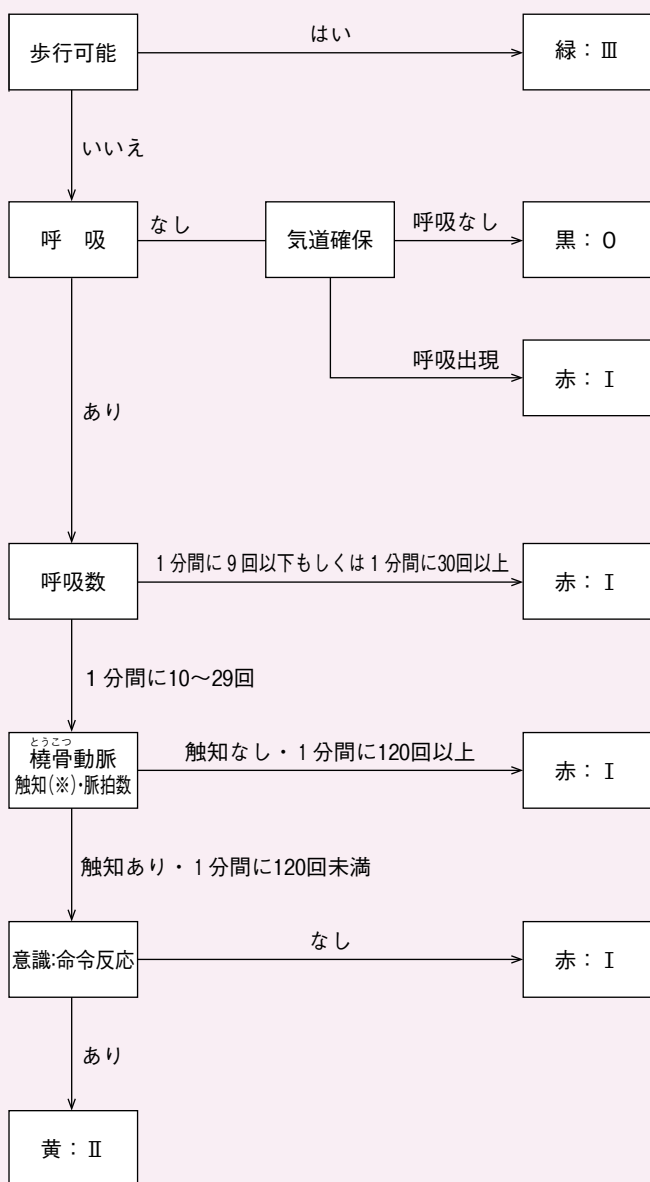 歩行可能
はい
緑：Ⅲ
いいえ
呼　吸
なし
気道確保
呼吸なし
黒：０
呼吸出現
赤：Ⅰ
あり
呼吸数
１分間に９回以下もしくは１分間に30回以上
赤：Ⅰ
１分間に10～29回
とうこつ
橈骨動脈
触知(※)・脈拍数
触知なし・１分間に120回以上
赤：Ⅰ
触知あり・１分間に120回未満
意識:命令反応
なし
赤：Ⅰ
あり
黄：Ⅱ